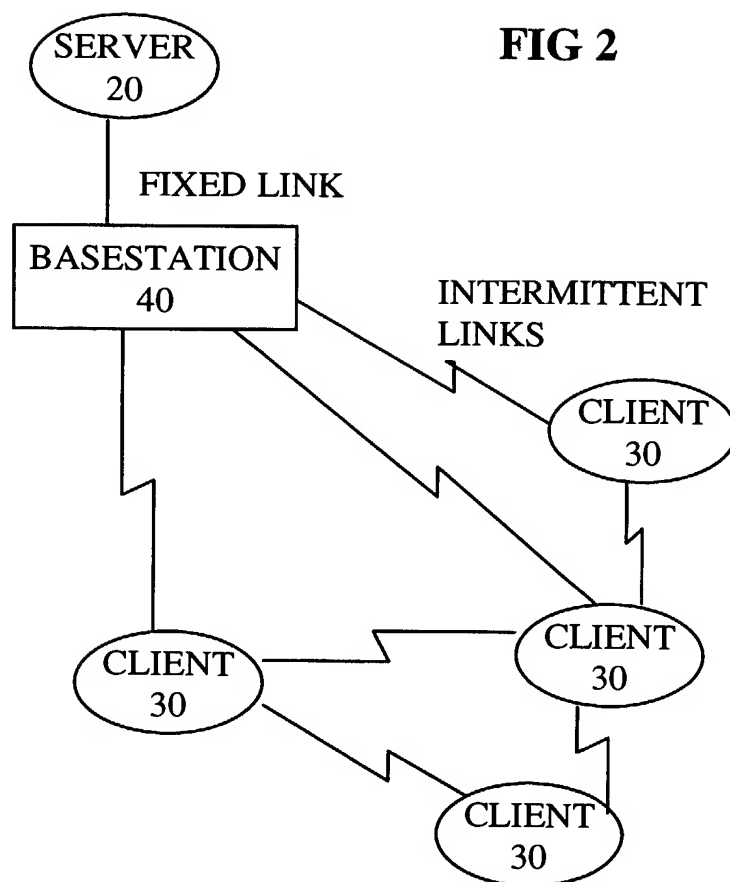 FIG 2
SERVER
20
FIXED LINK
BASESTATION
40
INTERMITTENT
LINKS
CLIENT
30
CLIENT
30
CLIENT
30
CLIENT
30